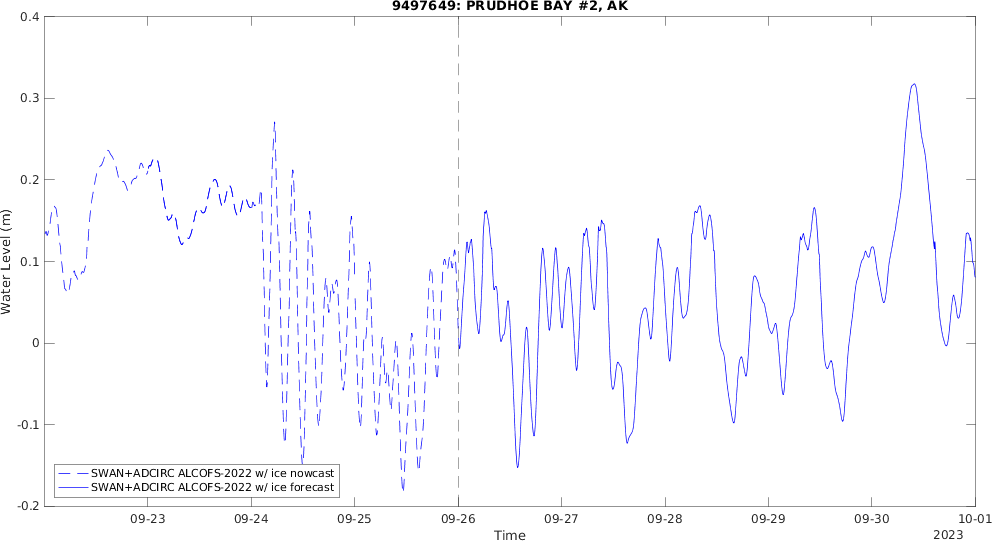 9497649: PRUDHOE BAY #2, AK
Water Level (m)
0.4
0.3
0.2
0.1
0
-0.1
-0.2
SWAN+ADCIRC ALCOFS-2022 w/ ice nowcast
SWAN+ADCIRC ALCOFS-2022 w/ ice forecast
09-23 09-24 09-25 09-26 09-27 09-28 09-29 09-30 10-01
Time
2023